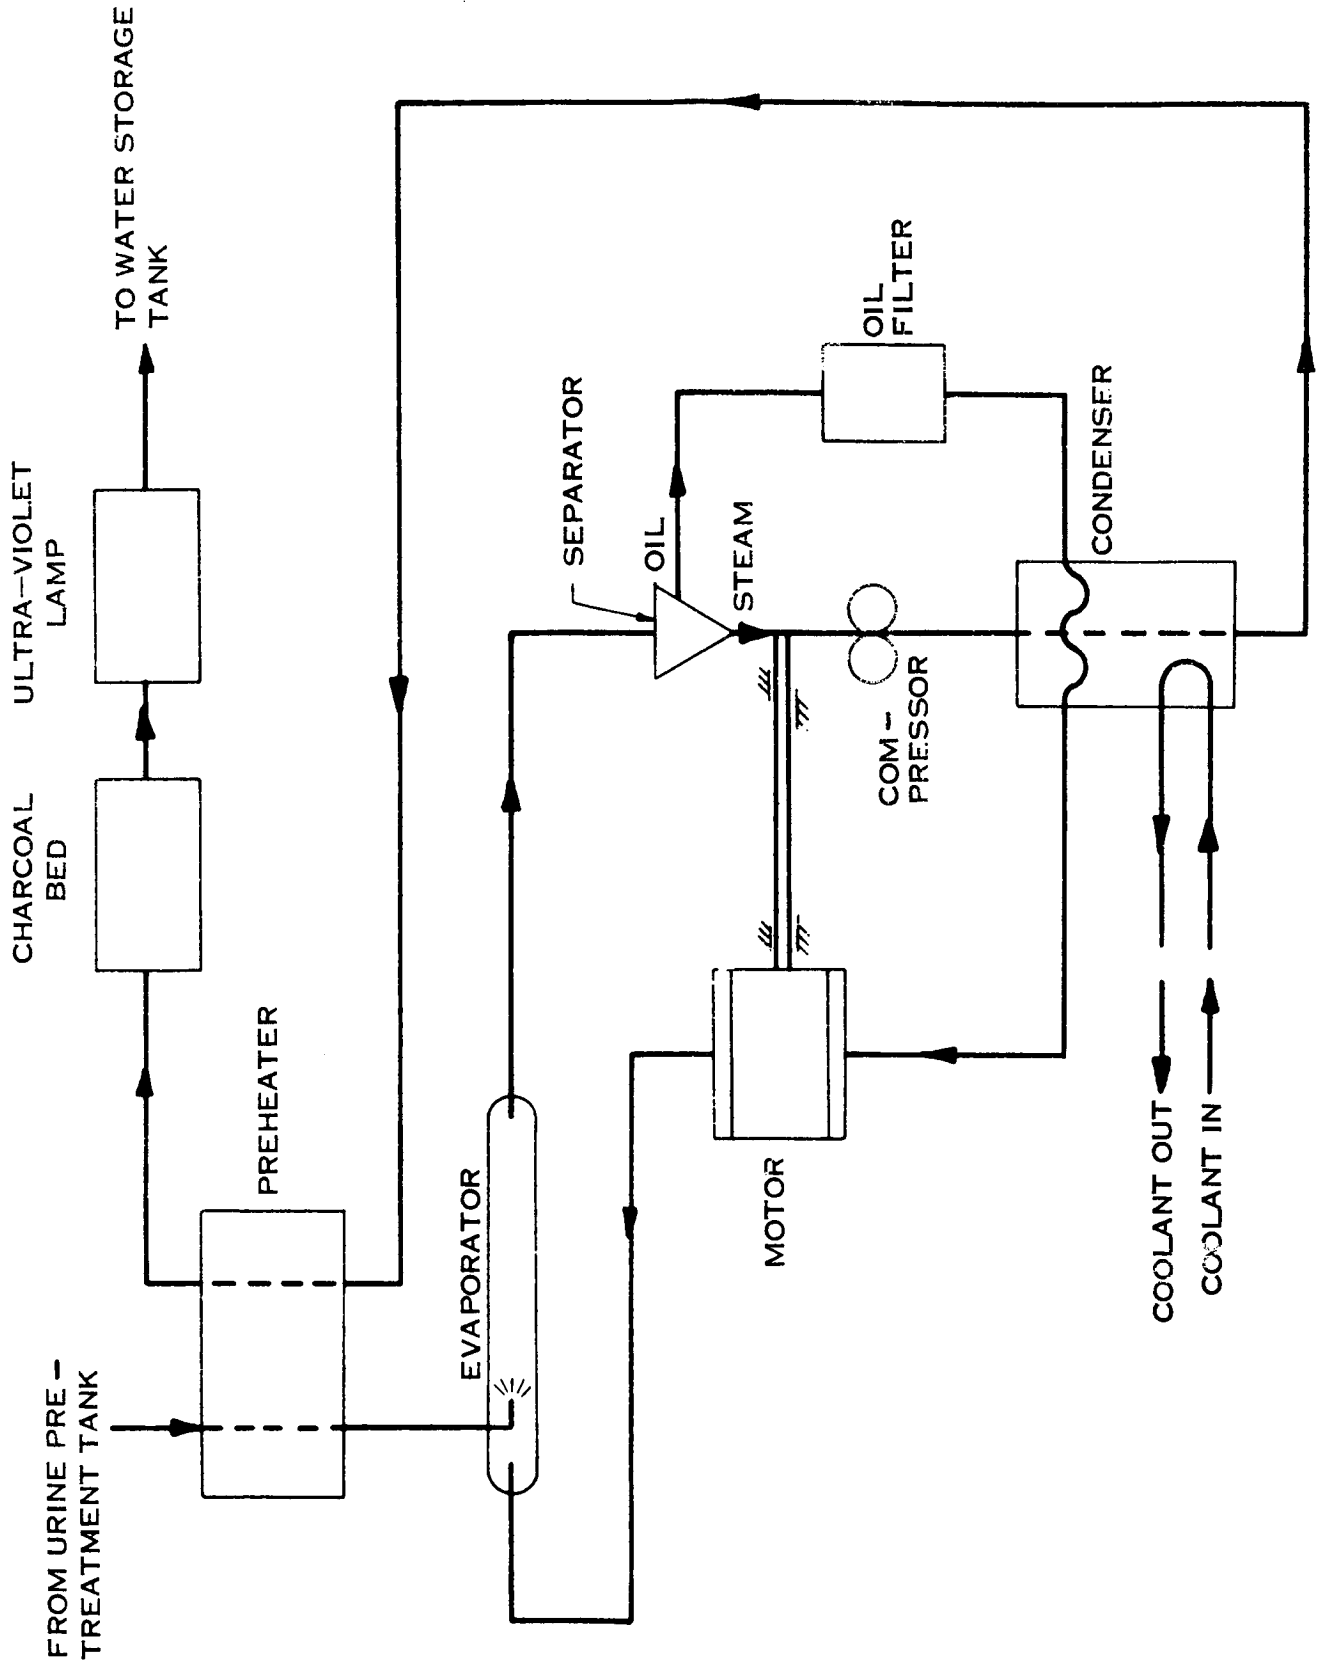 FROM URINE PRE –
TREATMENT TANK
PREHEATER
CHARCOAL
BED
ULTRA–VIOLET
LAMP
TO WATER STORAGE
TANK
EVAPORATOR
SEPARATOR
OIL
STEAM
OIL
FILTER
MOTOR
COM –
PRESSOR
CONDENSER
COOLANT OUT
COOLANT IN